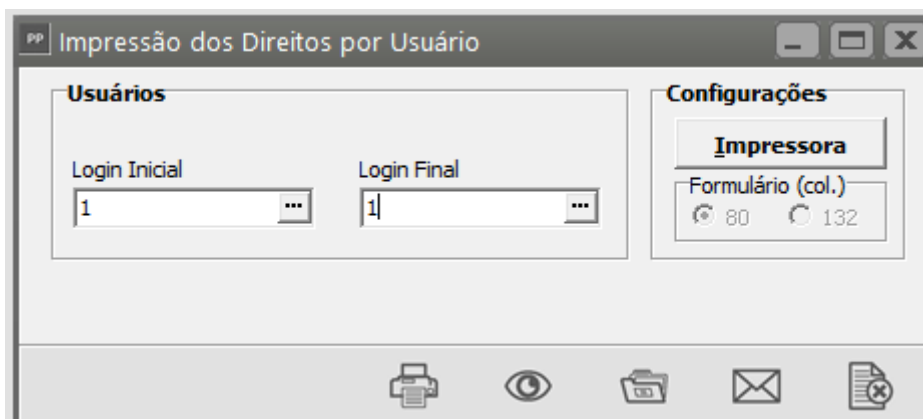 PP Impressão dos Direitos por Usuário
Usuários
Login Inicial
1
Login Final
1
Configurações
Impressora
Formulário (col.)
80 132